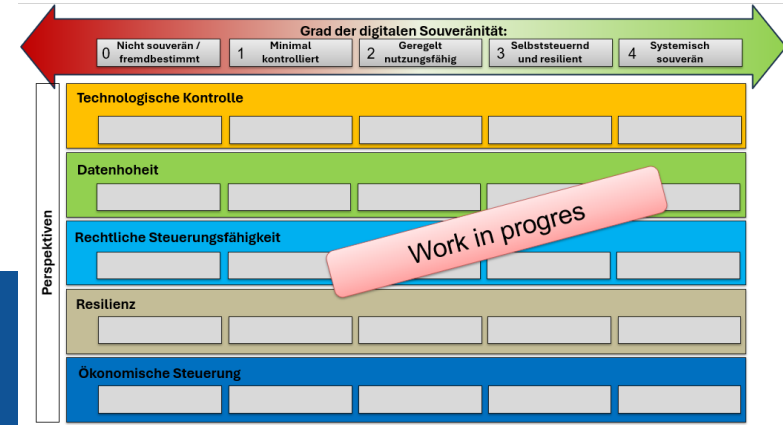 Grad der digitalen Souveränität:
0 Nicht souverän /
fremdbestimmt
1 Minimal
kontrolliert
2 Geregelt
nutzungsfähig
3 Selbststeuernd
und resilient
4 Systemisch
souverän
Perspektiven
Technologische Kontrolle
Datenhoheit
Rechtliche Steuerungsfähigkeit
Work in progres
Resilienz
Ökonomische Steuerung